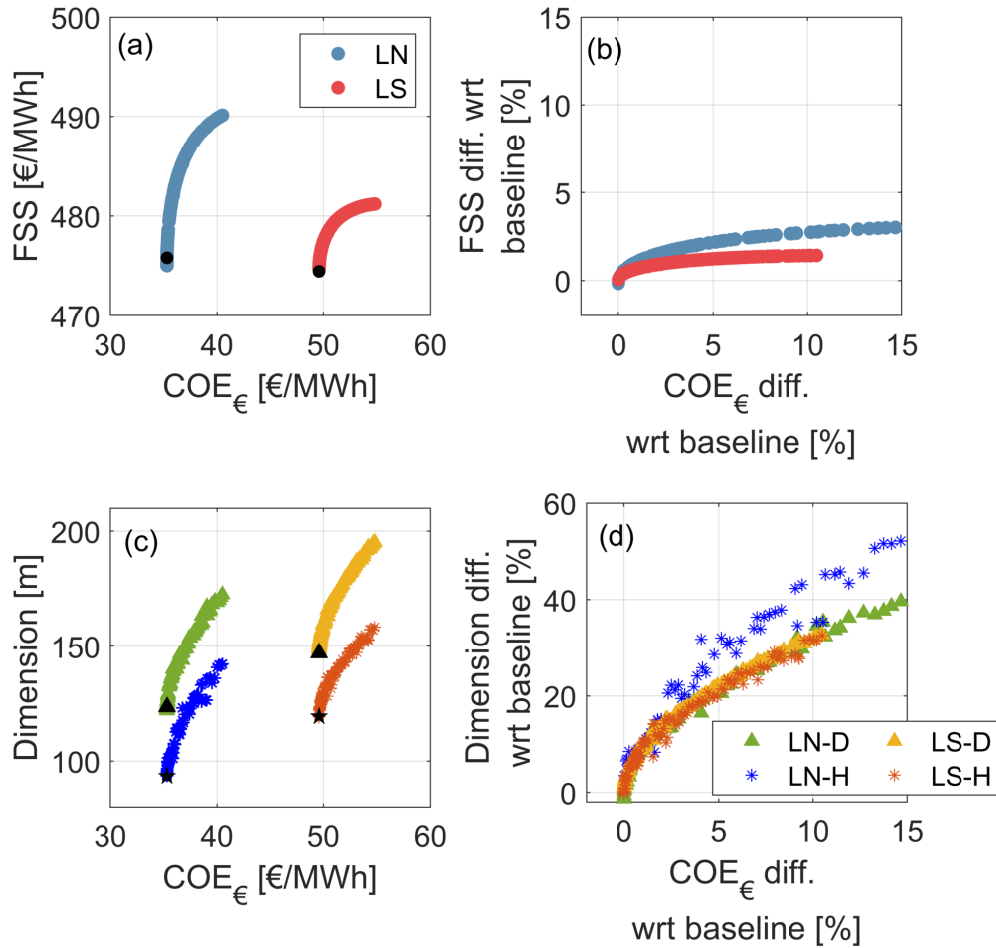 (a)
500
490
480
470
FSS [€/MWh]
LN
LS
30 40 50 60
COE€ [€/MWh]
(b)
15
10
5
0
FSS diff. wrt
baseline [%]
0 5 10 15
COE€ diff.
wrt baseline [%]
(c)
200
150
100
Dimension [m]
30 40 50 60
COE€ [€/MWh]
(d)
60
40
20
0
Dimension diff.
wrt baseline [%]
LN-D LS-D
LN-H LS-H
0 5 10 15
COE€ diff.
wrt baseline [%]